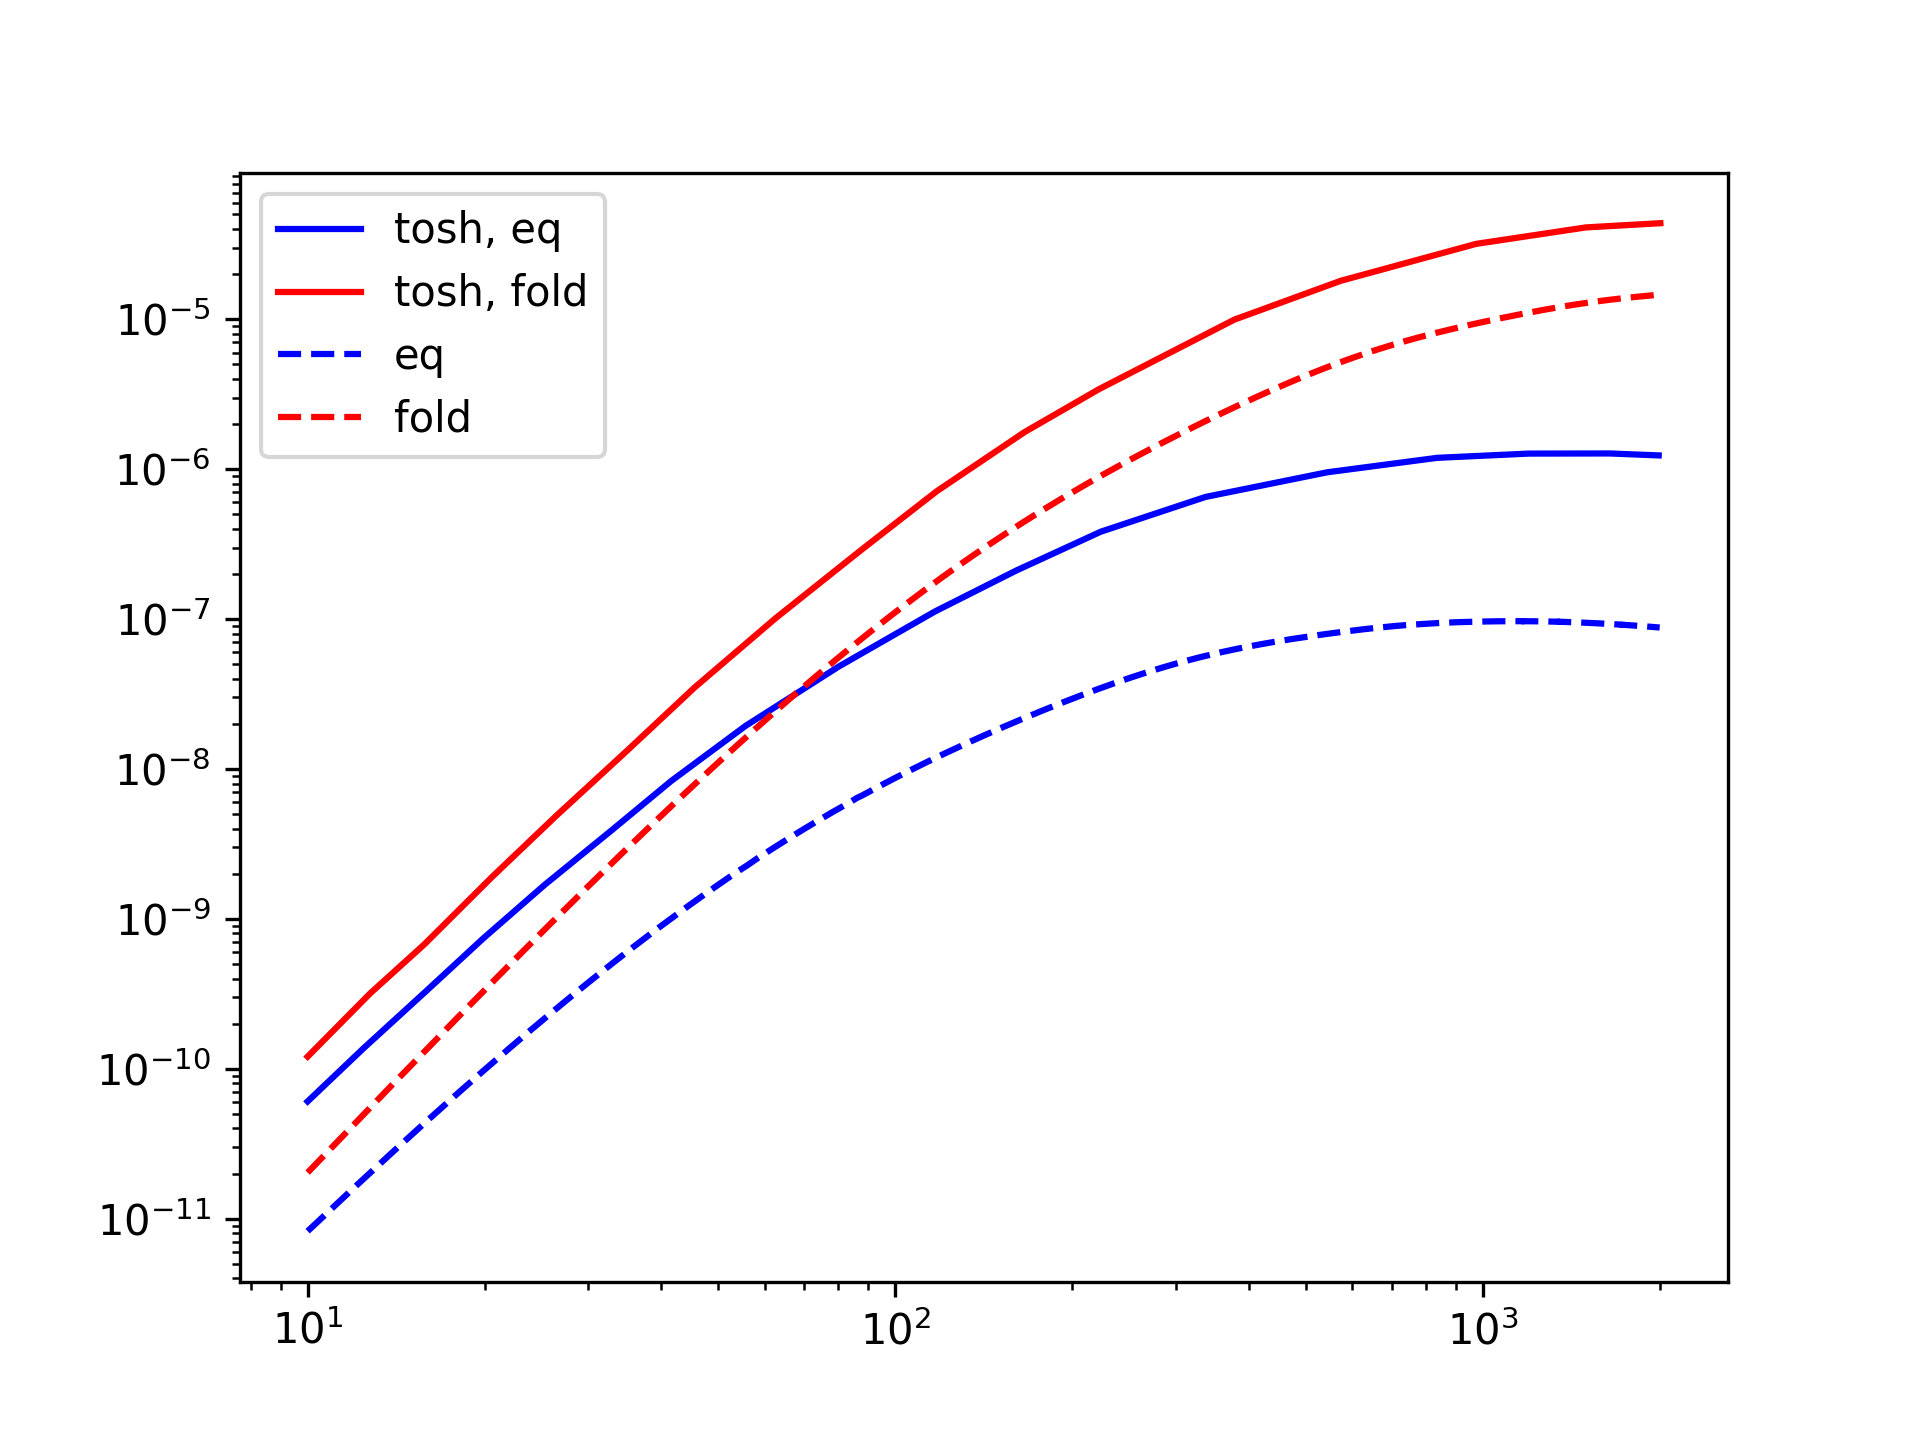 tosh, eq
tosh, fold
eq
fold
10⁻⁵
10⁻⁶
10⁻⁷
10⁻⁸
10⁻⁹
10⁻¹⁰
10⁻¹¹
10¹ 10² 10³